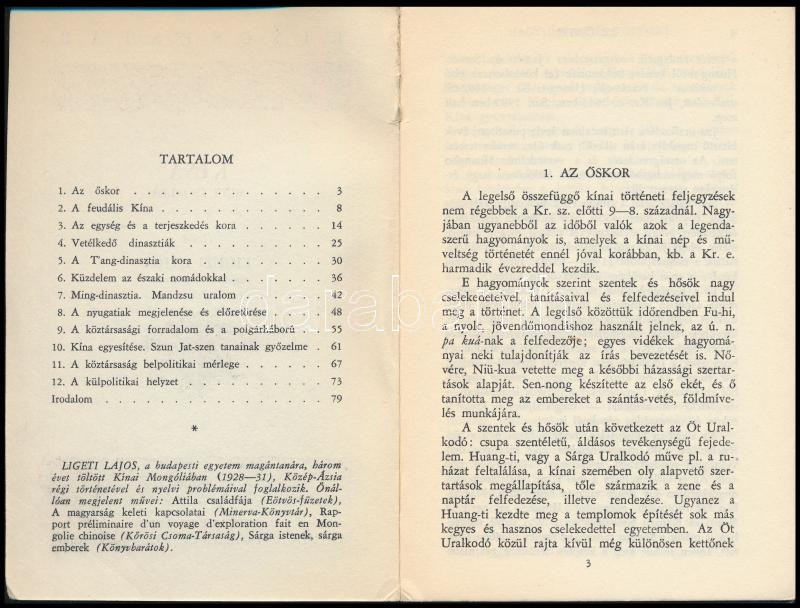 TARTALOM
1. Az őskor . . . . . . . . . . . . . 3
2. A feudális Kína . . . . . . . . . . . 8
3. Az egység és a terjeszkedés kora . . . . . . 14
4. Vetélkedő dinasztiák . . . . . . . . . 25
5. A T'ang-dinasztia kora . . . . . . . . 30
6. Küzdelem az északi nomádokkal . . . . . . 36
7. Ming-dinasztia. Mandzsu uralom . . . . . 42
8. A nyugatiak megjelenése és előretörése . . . . 48
9. A köztársasági forradalom és a polgárháború . . 55
10. Kína egyesítése. Szun Jat-szen tanainak győzelme . 61
11. A köztársaság belpolitikai mérlege . . . . . 67
12. A külpolitikai helyzet . . . . . . . . . 73
Irodalom . . . . . . . . . . . . . . 79
*
LIGETI LAJOS, a budapesti egyetem magántanára, három
évet töltött Kínai Mongóliában (1928—31), Közép-Ázsia
régi történetével és nyelvi problémáival foglalkozik. Önál-
lóan megjelent művei: Attila családfája (Eötvös-füzetek),
A magyarság keleti kapcsolatai (Minerva-Könyvtár), Rap-
port préliminaire d'un voyage d'exploration fait en Mon-
golie chinoise (Kőrösi Csoma-Társaság), Sárga istenek, sárga
emberek (Könyvbarátok).
1. AZ ŐSKOR
A legelső összefüggő kínai történeti feljegyzések
nem régebbek a Kr. sz. előtti 9—8. századnál. Nagy-
jában ugyanebből az időből valók azok a legenda-
szerű hagyományok is, amelyek a kínai nép és mű-
veltség történetét ennél jóval korábban, kb. a Kr. e.
harmadik évezreddel kezdik.
E hagyományok szerint szentek és hősök nagy
cselekedeteivel, tanításaival és felfedezéseivel indul
meg a történet. A legelső közöttük időrendben Fu-hi,
a nyolc, jövendőmondáshoz használt jelnek, az ú. n.
pa kuá-nak a felfedezője; egyes vidékek hagyomá-
nyai neki tulajdonítják az írás bevezetését is. Nő-
vére, Niü-kua vetette meg a későbbi házassági szertar-
tások alapját. Sen-nong készítette az első ekét, és ő
tanította meg az embereket a szántás-vetés, földmíve-
lés munkájára.
A szentek és hősök után következett az Öt Ural-
kodó: csupa szentéletű, áldásos tevékenységű fejede-
lem. Huang-ti, vagy a Sárga Uralkodó műve pl. a ru-
házat feltalálása, a kínai szemében oly alapvető szer-
tartások megállapítása, tőle származik a zene és a
naptár felfedezése, illetve rendezése. Ugyanez a
Huang-ti kezdte meg a templomok építését sok más
kegyes és hasznos cselekedettel egyetemben. Az Öt
Uralkodó közül rajta kívül még különösen kettőnek
3